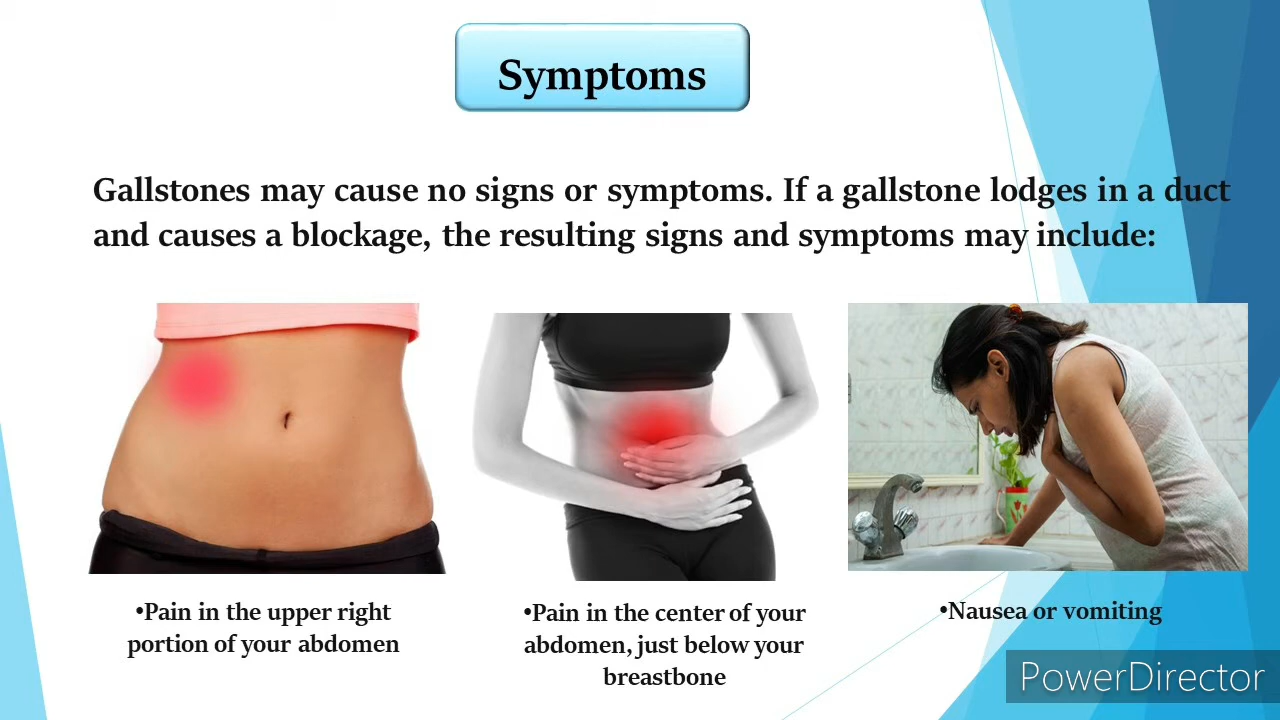 Symptoms
Gallstones may cause no signs or symptoms. If a gallstone lodges in a duct
and causes a blockage, the resulting signs and symptoms may include:
•Pain in the upper right
portion of your abdomen
•Pain in the center of your
abdomen, just below your
breastbone
•Nausea or vomiting
PowerDirector